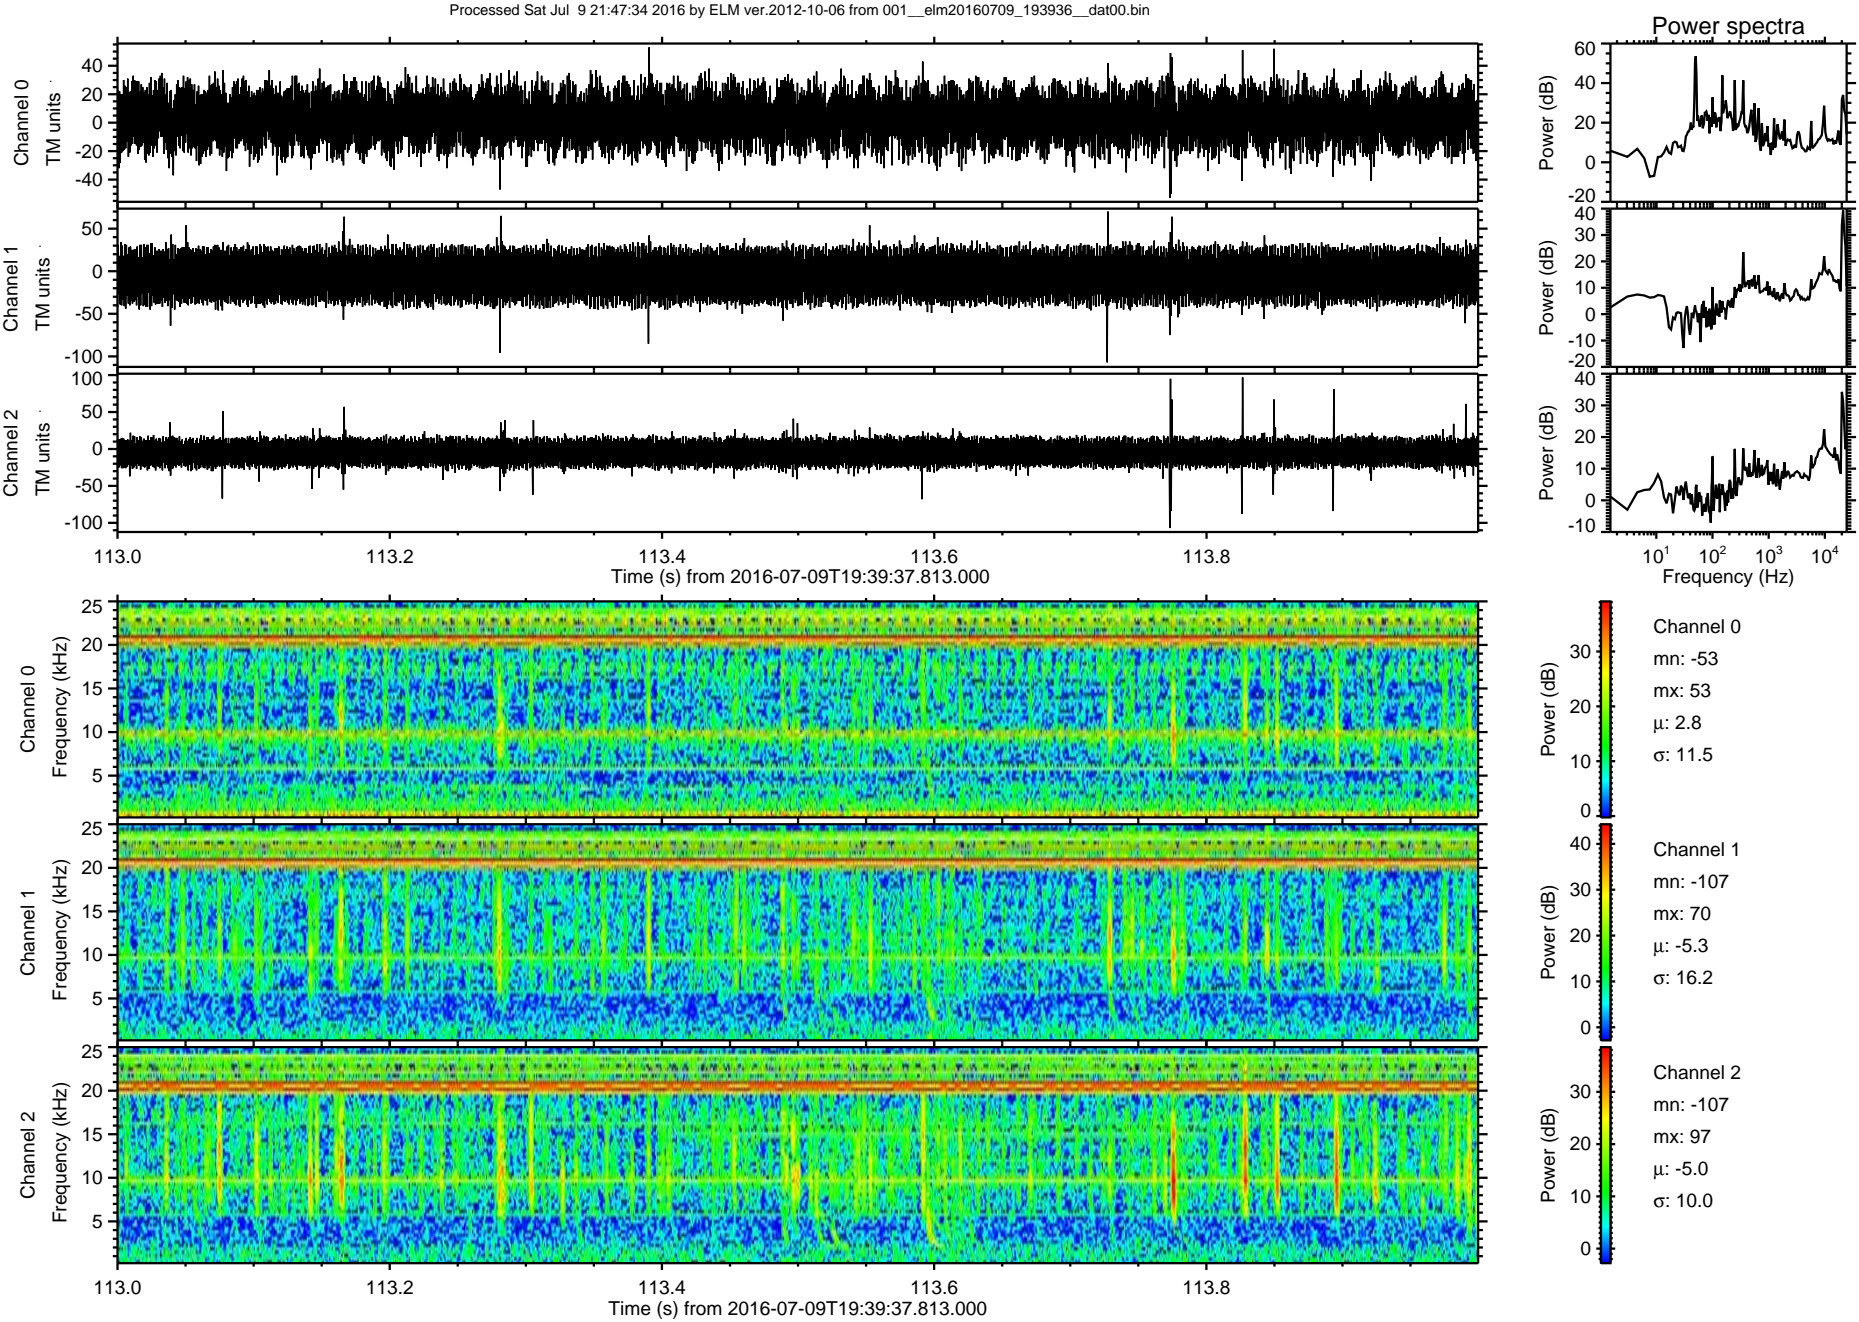 Processed Sat Jul  9 21:47:34 2016 by ELM ver.2012-10-06 from 001__elm20160709_193936__dat00.bin
Power spectra
Channel 0
TM units
40
20
0
-20
-40
Power (dB)
60
40
20
0
-20
Channel 1
TM units
50
0
-50
-100
Power (dB)
40
30
20
10
0
-10
-20
Channel 2
TM units
100
50
0
-50
-100
Power (dB)
40
30
20
10
0
-10
113.0 113.2 113.4 113.6 113.8
Time (s) from 2016-07-09T19:39:37.813.000
10¹ 10² 10³ 10⁴
Frequency (Hz)
Channel 0
Frequency (kHz)
25
20
15
10
5
Power (dB)
30
20
10
0
Channel 0
mn: -53
mx: 53
μ: 2.8
σ: 11.5
Channel 1
Frequency (kHz)
25
20
15
10
5
Power (dB)
40
30
20
10
0
Channel 1
mn: -107
mx: 70
μ: -5.3
σ: 16.2
Channel 2
Frequency (kHz)
25
20
15
10
5
Power (dB)
30
20
10
0
Channel 2
mn: -107
mx: 97
μ: -5.0
σ: 10.0
113.0 113.2 113.4 113.6 113.8
Time (s) from 2016-07-09T19:39:37.813.000